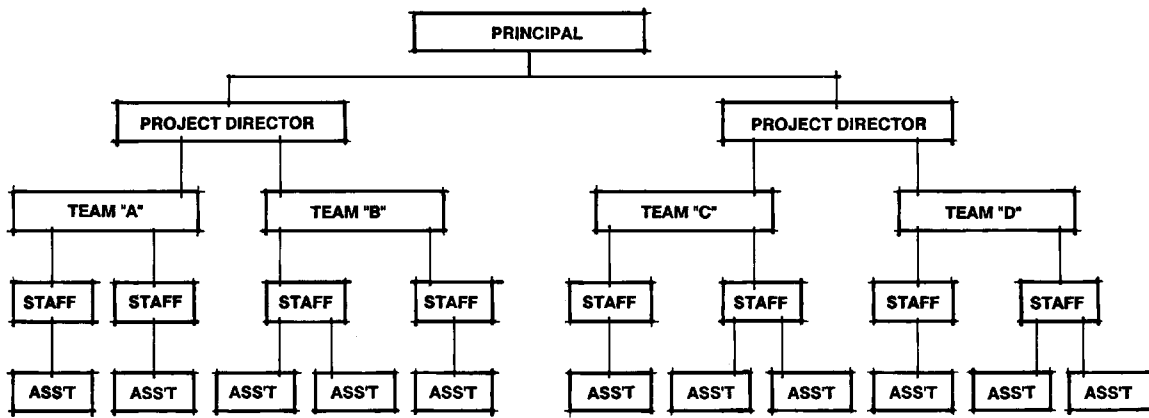 PRINCIPAL
PROJECT DIRECTOR
PROJECT DIRECTOR
TEAM "A"
TEAM "B"
TEAM "C"
TEAM "D"
STAFF
STAFF
STAFF
STAFF
STAFF
STAFF
STAFF
STAFF
ASS'T
ASS'T
ASS'T
ASS'T
ASS'T
ASS'T
ASS'T
ASS'T
ASS'T
ASS'T
ASS'T